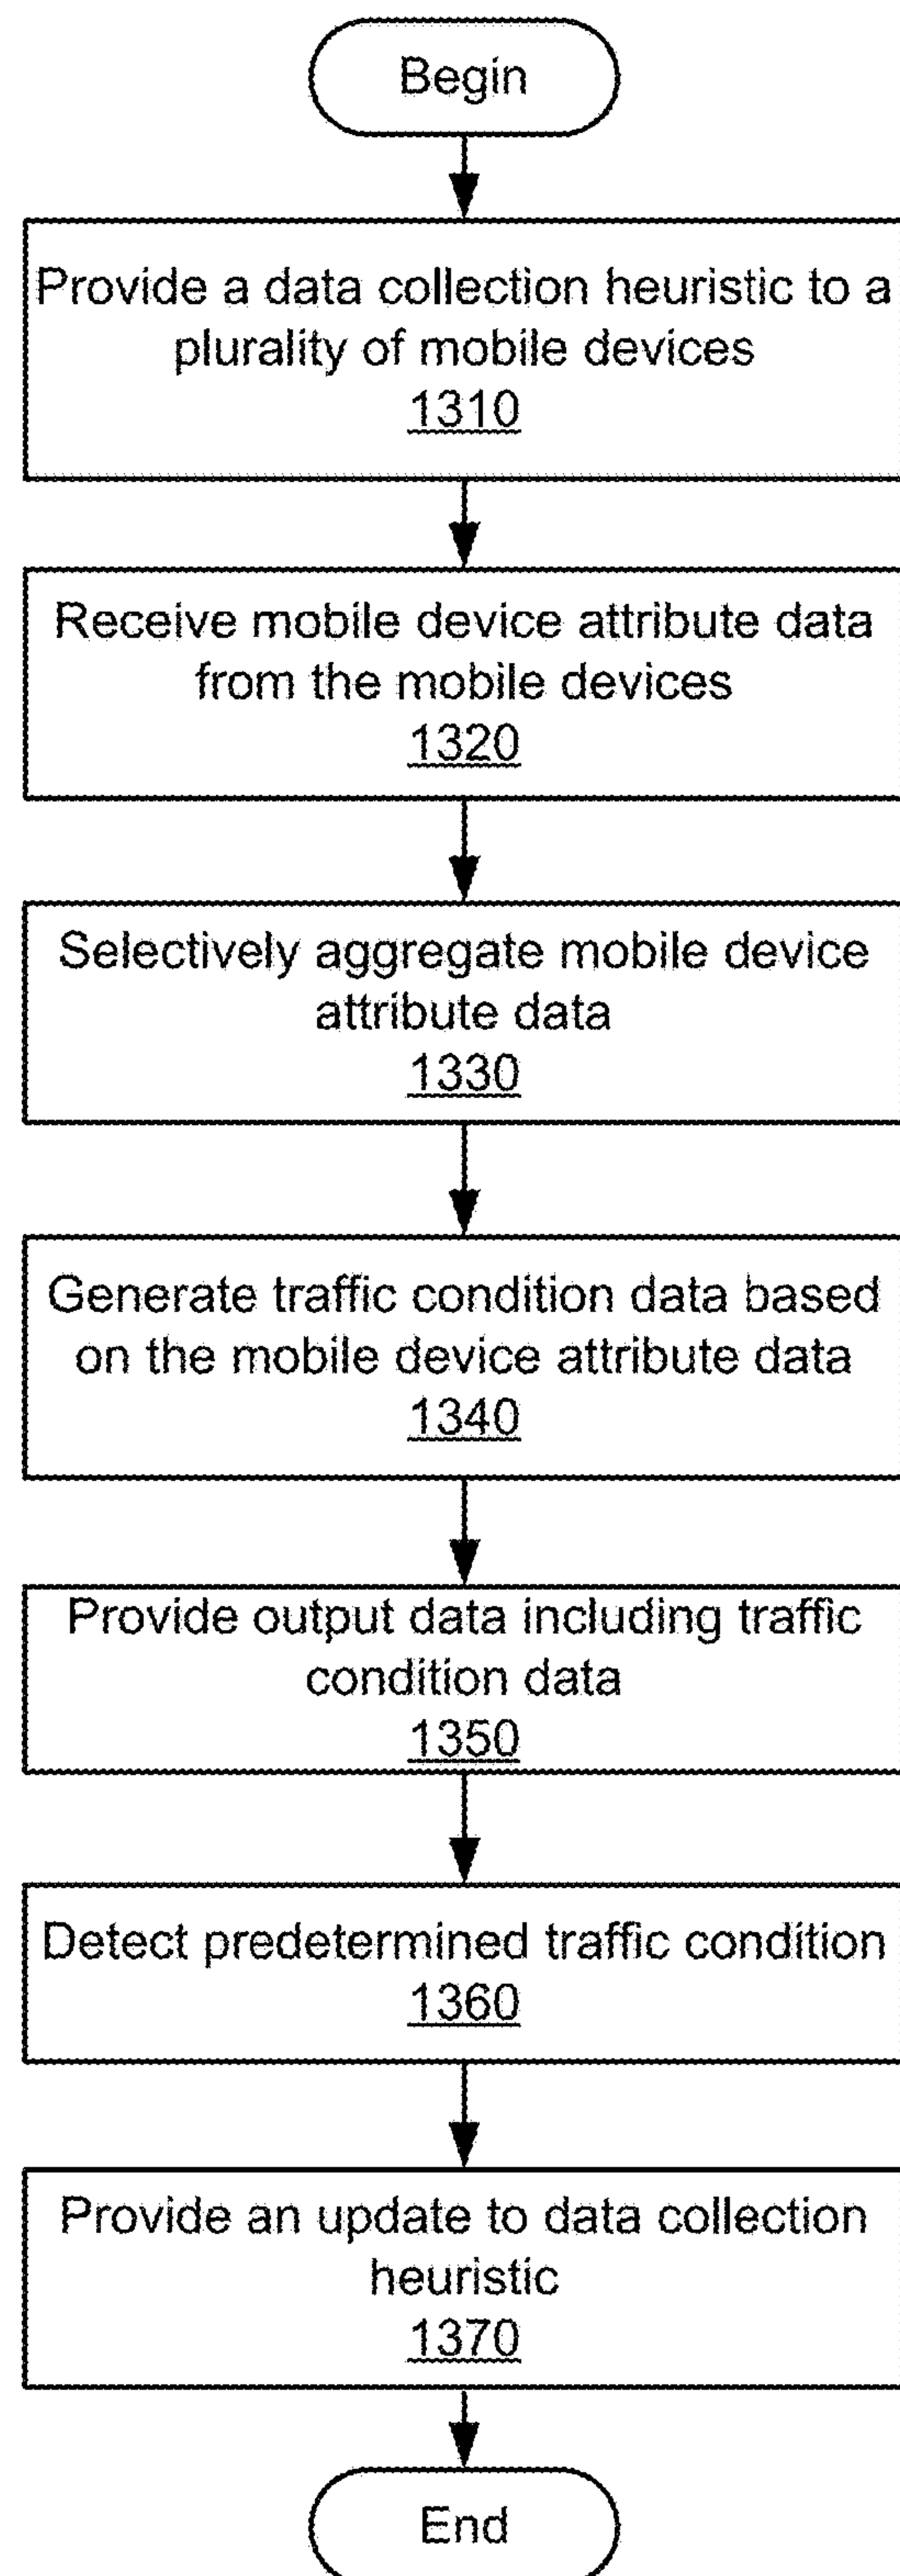 Begin
Provide a data collection heuristic to a
plurality of mobile devices
1310
Receive mobile device attribute data
from the mobile devices
1320
Selectively aggregate mobile device
attribute data
1330
Generate traffic condition data based
on the mobile device attribute data
1340
Provide output data including traffic
condition data
1350
Detect predetermined traffic condition
1360
Provide an update to data collection
heuristic
1370
End